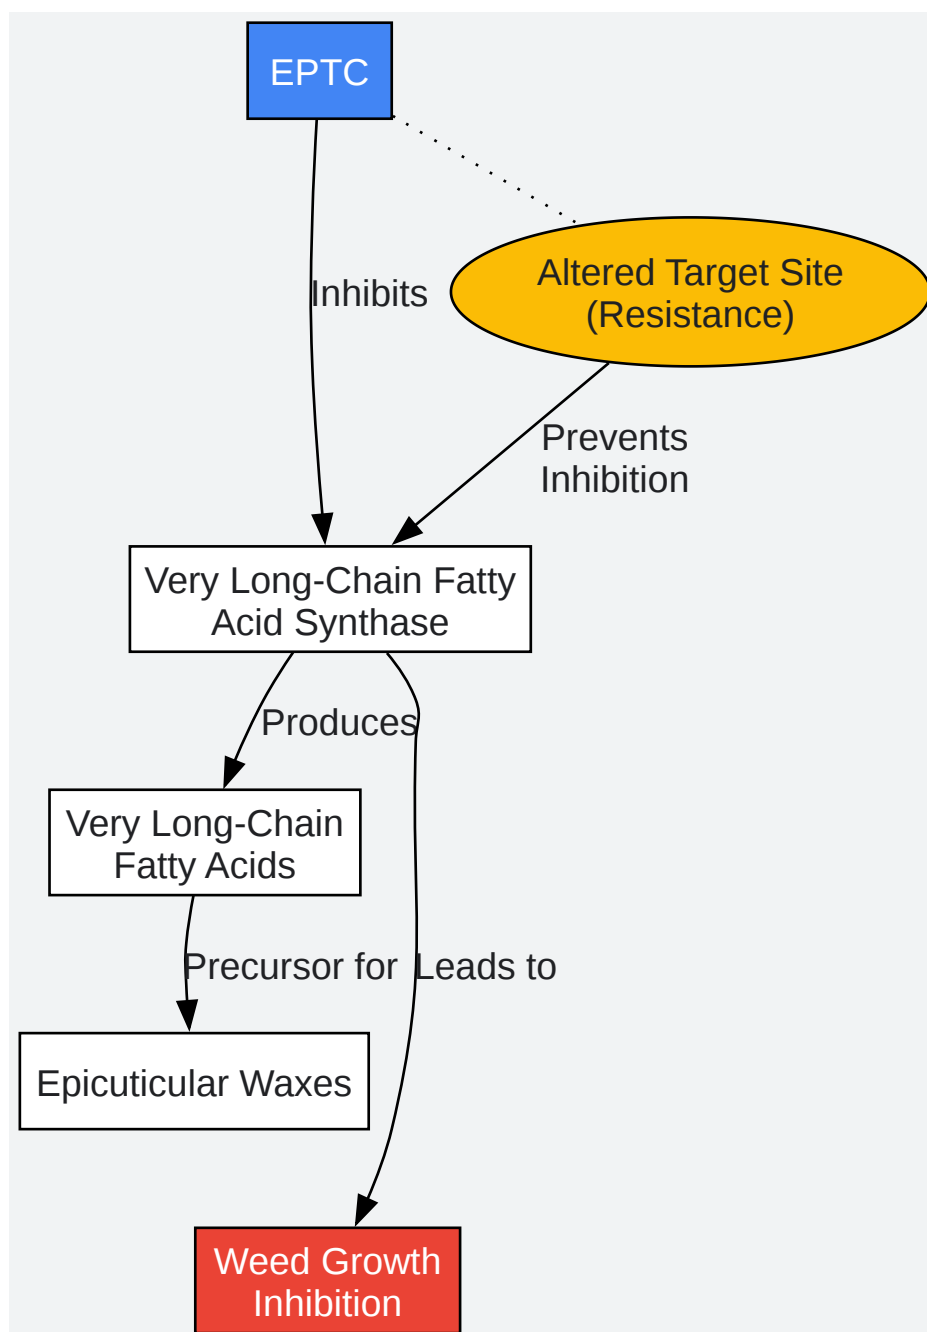 EPTC
Altered Target Site
(Resistance)
Inhibits
Prevents
Inhibition
Very Long-Chain Fatty
Acid Synthase
Produces
Very Long-Chain
Fatty Acids
Precursor for
Leads to
Epicuticular Waxes
Weed Growth
Inhibition